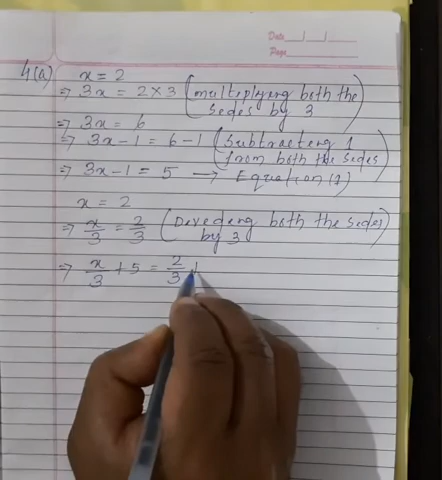 Date / /
Page
4(a) x = 2
⇒ 3x = 2 × 3 (multiplying both the
sides by 3
⇒ 3x = 6
⇒ 3x - 1 = 6 - 1 (Subtracting 1
from both the sides)
⇒ 3x - 1 = 5 → Equation (1)
x = 2
⇒ x/3 = 2/3 (Deveding both the sides)
by 3
⇒ x/3 + 5 = 2/3 +